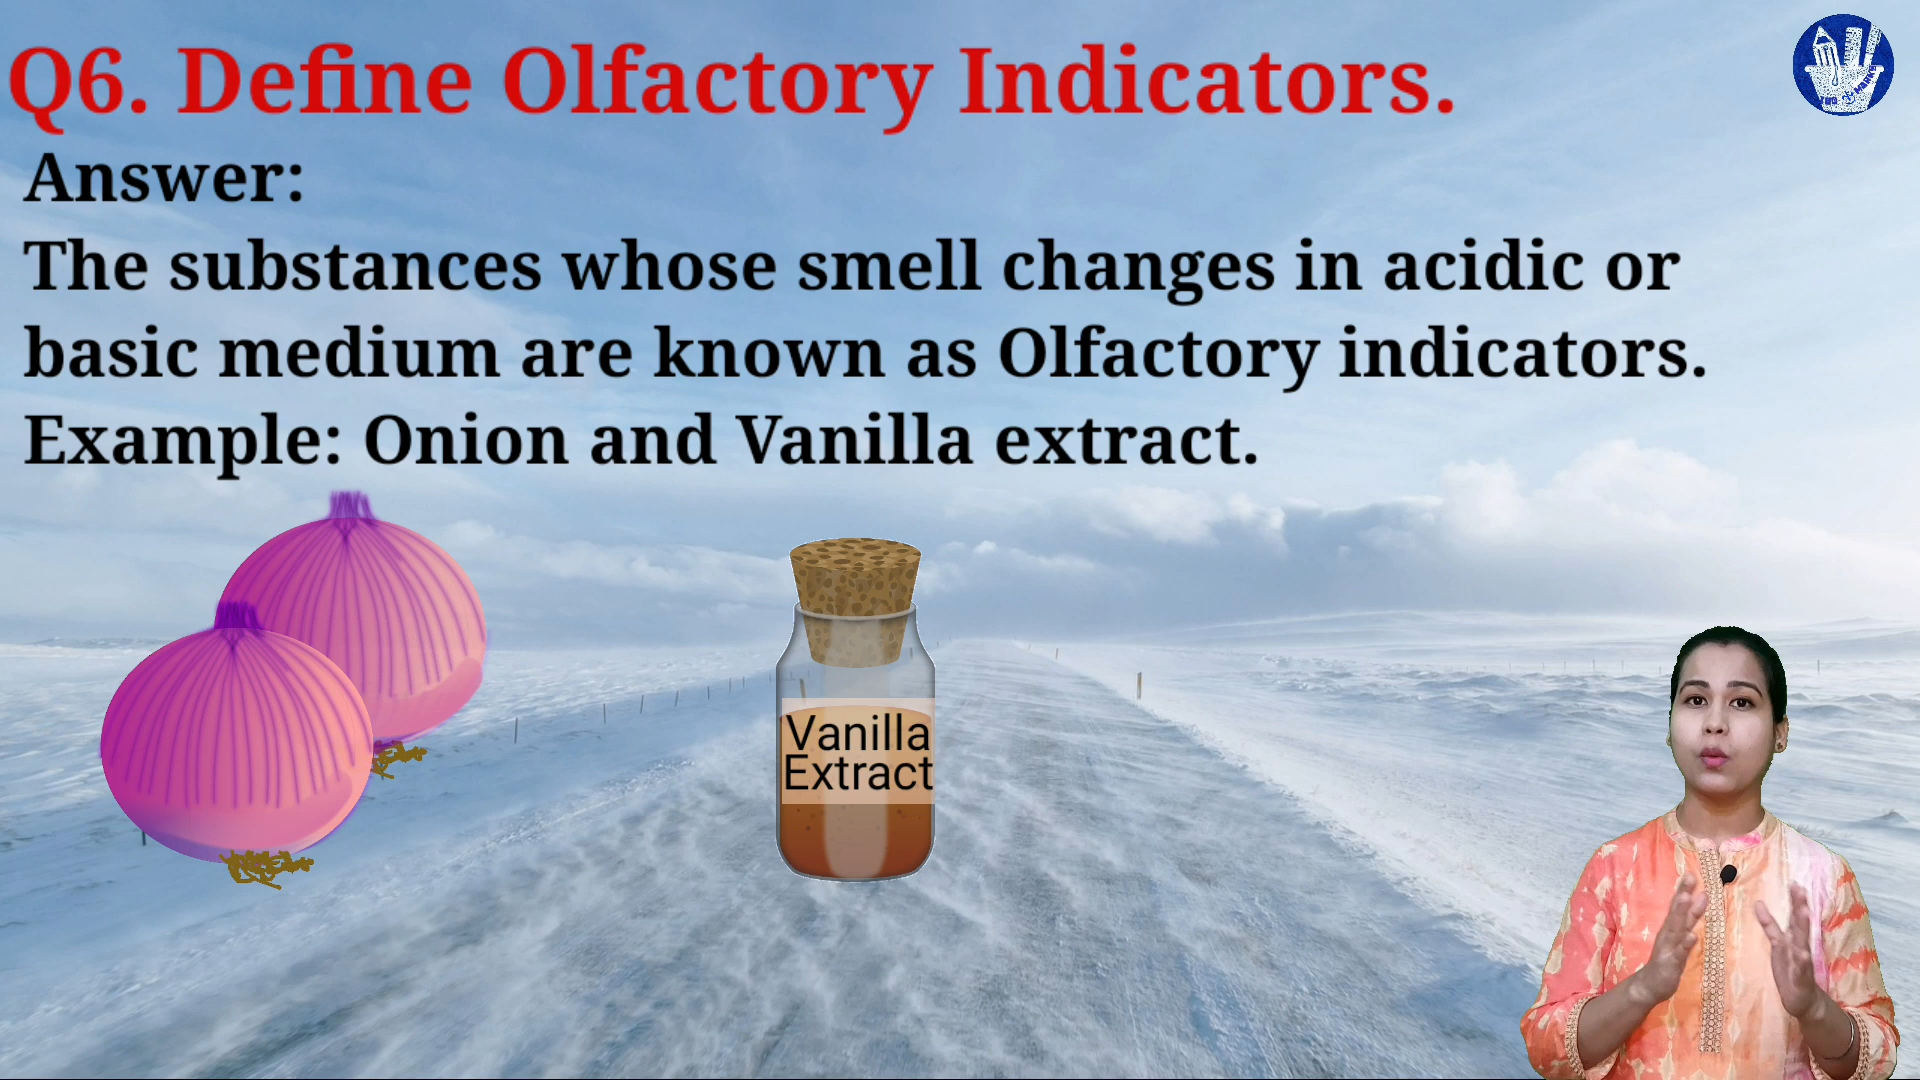 Q6. Define Olfactory Indicators.
Answer:
The substances whose smell changes in acidic or
basic medium are known as Olfactory indicators.
Example: Onion and Vanilla extract.
Vanilla
Extract